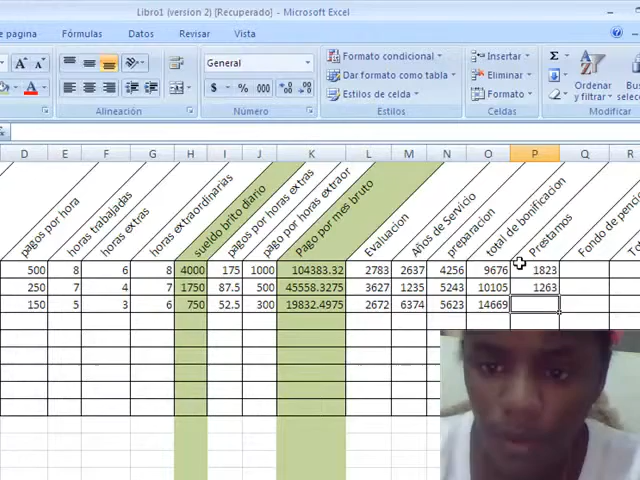 Libro1 (version 2) [Recuperado] - Microsoft Excel
Fórmulas Datos Revisar Vista
General
Formato condicional
Dar formato como tabla
Estilos de celda
Insertar
Eliminar
Formato
Σ
A
Z
Ordenar
y filtrar
$ % 000
Alineación Número Estilos Celdas Modificar
D E F G H I J K L M N O P Q R
pagos por hora
horas trabajadas
horas extras
horas extraordinarias
sueldo brito diario
pagos por horas extras
pago por horas extraor
Pago por mes bruto
Evaluacion
Años de Servicio
preparacion
total de bonificacion
Prestamos
Fondo de penci
500 8 6 8 4000 175 1000 104383.32 2783 2637 4256 9676 1823
250 7 4 7 1750 87.5 500 45558.3275 3627 1235 5243 10105 1263
150 5 3 6 750 52.5 300 19832.4975 2672 6374 5623 14669